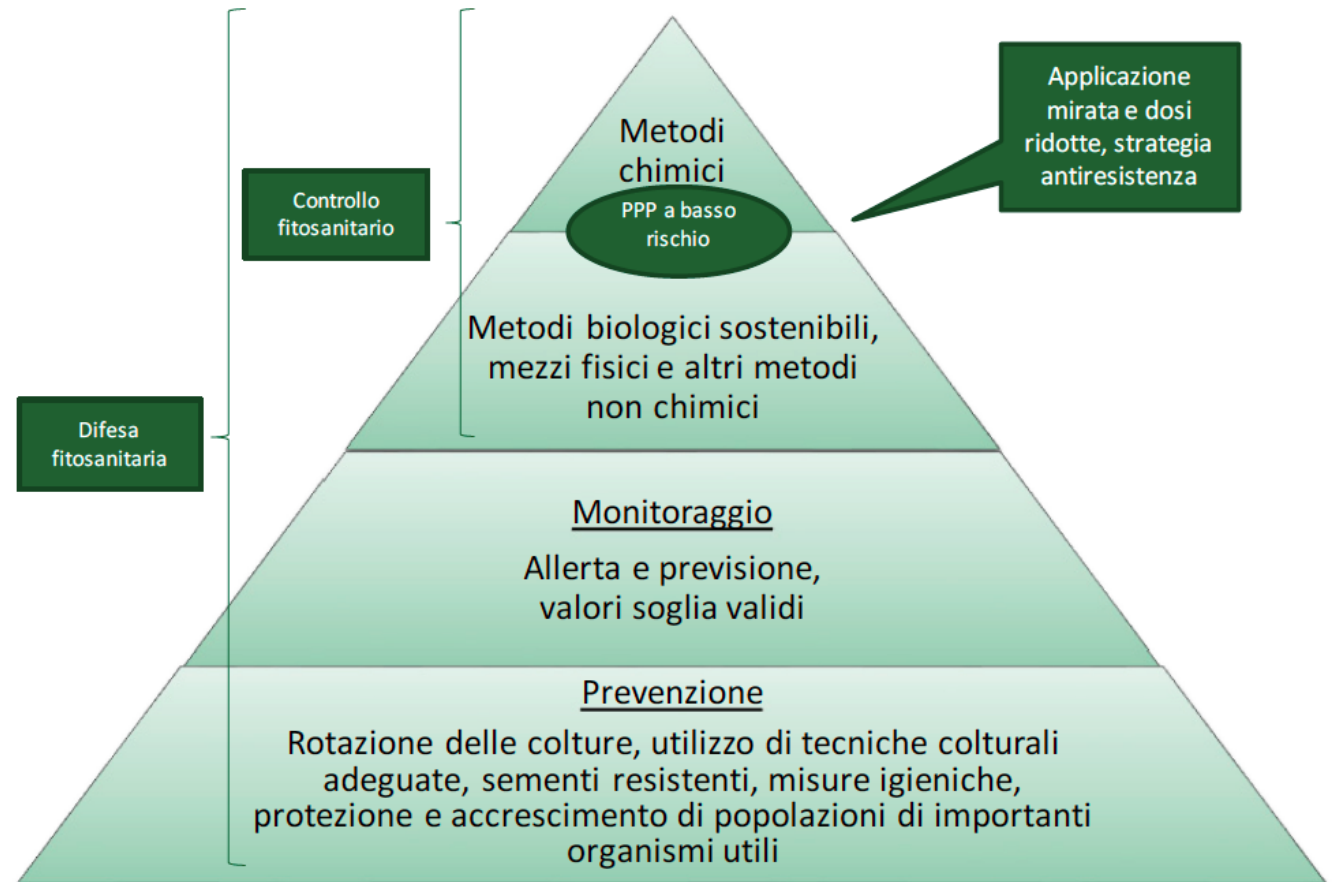 Metodi
chimici
PPP a basso
rischio
Applicazione
mirata e dosi
ridotte, strategia
antiresistenza
Controllo
fitosanitario
Metodi biologici sostenibili,
mezzi fisici e altri metodi
non chimici
Difesa
fitosanitaria
Monitoraggio
Allerta e previsione,
valori soglia validi
Prevenzione
Rotazione delle colture, utilizzo di tecniche colturali
adeguate, sementi resistenti, misure igieniche,
protezione e accrescimento di popolazioni di importanti
organismi utili